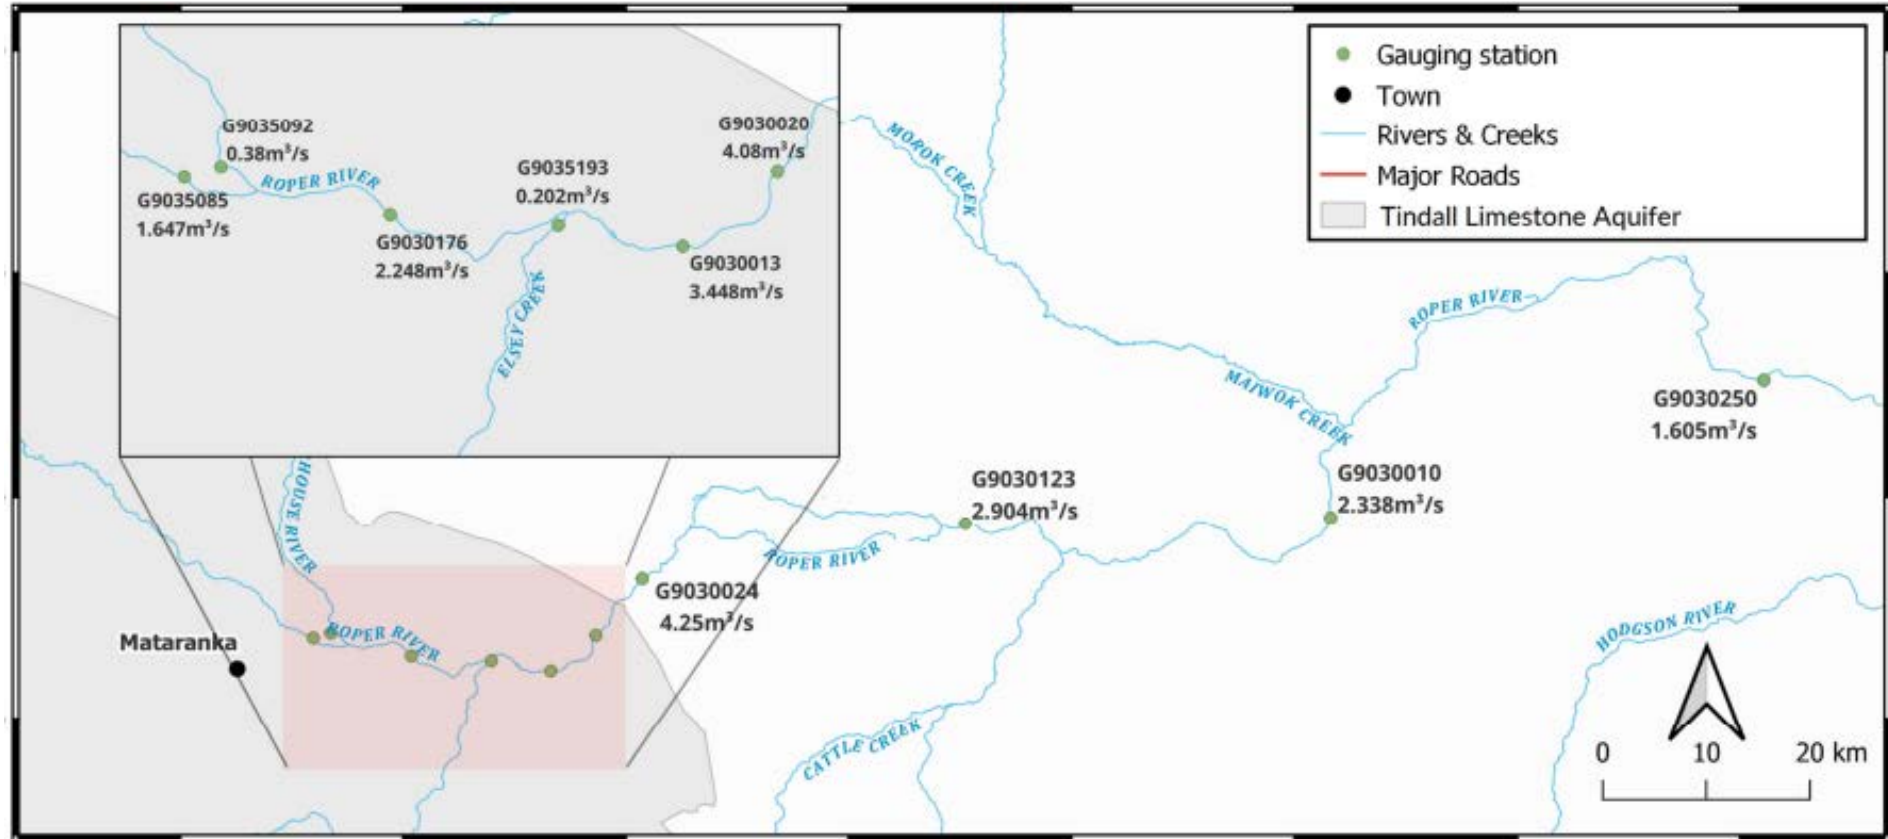 G9035092
0.38m³/s
G9035085
1.647m³/s
ROPER RIVER
G9030176
2.248m³/s
G9035193
0.202m³/s
ELSEY CREEK
G9030013
3.448m³/s
G9030020
4.08m³/s
Gauging station
Town
Rivers & Creeks
Major Roads
Tindall Limestone Aquifer
MOROK CREEK
MAIWOK CREEK
ROPER RIVER
G9030250
1.605m³/s
G9030010
2.338m³/s
G9030123
2.904m³/s
ROPER RIVER
G9030024
4.25m³/s
HOUSE RIVER
ROPER RIVER
Mataranka
CATTLE CREEK
HODGSON RIVER
0 10 20 km